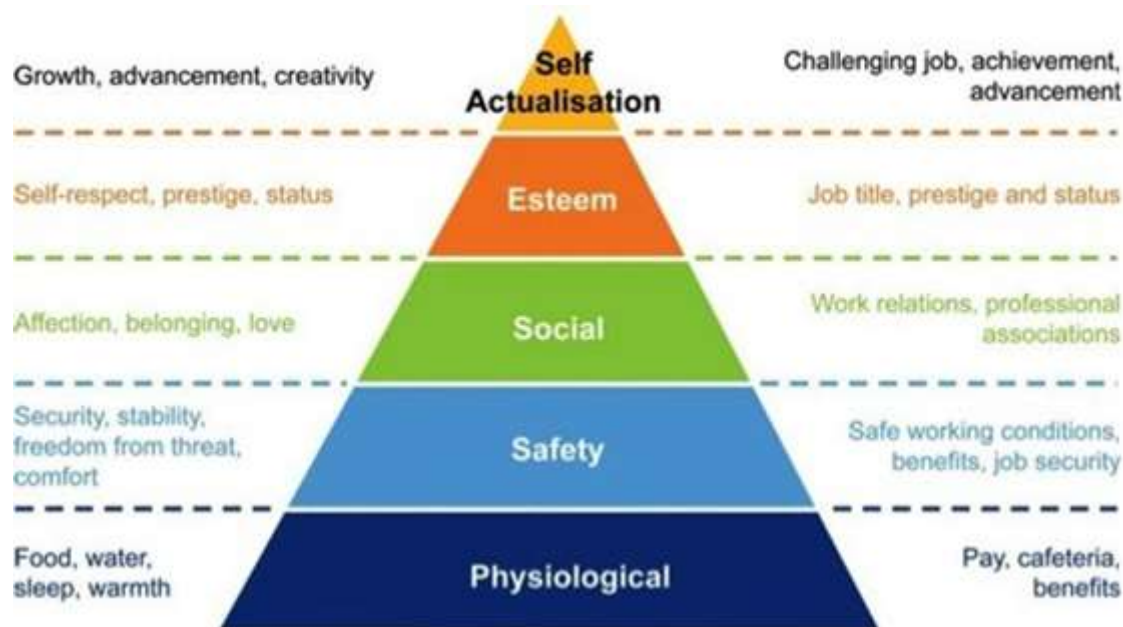 Growth, advancement, creativity
Self
Actualisation
Challenging job, achievement,
advancement
Self-respect, prestige, status
Esteem
Job title, prestige and status
Affection, belonging, love
Social
Work relations, professional
associations
Security, stability,
freedom from threat,
comfort
Safety
Safe working conditions,
benefits, job security
Food, water,
sleep, warmth
Physiological
Pay, cafeteria,
benefits